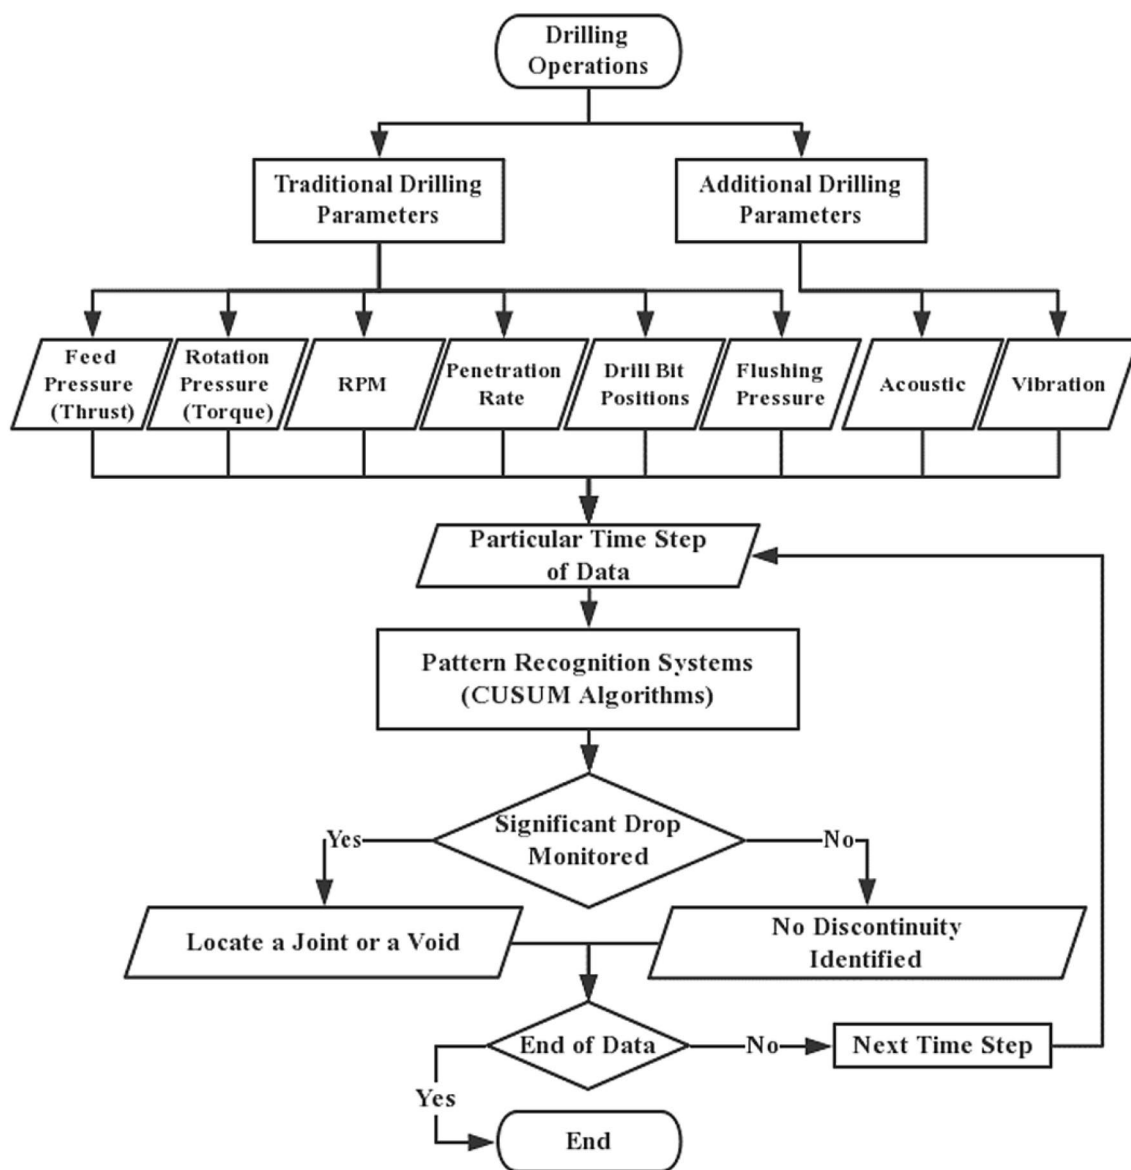 Drilling
Operations
Traditional Drilling
Parameters
Additional Drilling
Parameters
Feed
Pressure
(Thrust)
Rotation
Pressure
(Torque)
RPM
Penetration
Rate
Drill Bit
Positions
Flushing
Pressure
Acoustic
Vibration
Particular Time Step
of Data
Pattern Recognition Systems
(CUSUM Algorithms)
Significant Drop
Monitored
Yes
No
Locate a Joint or a Void
No Discontinuity
Identified
End of Data
No
Next Time Step
Yes
End